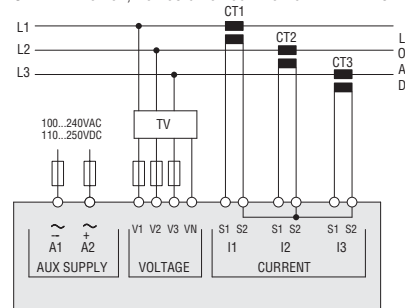 CT1
L1
CT2
L2
L
O
A
D
CT3
L3
100...240VAC
110...250VDC
TV
V1 V2 V3 VN
S1 S2 S1 S2 S1 S2
~ ~
– +
A1 A2
I1 I2 I3
AUX SUPPLY VOLTAGE CURRENT